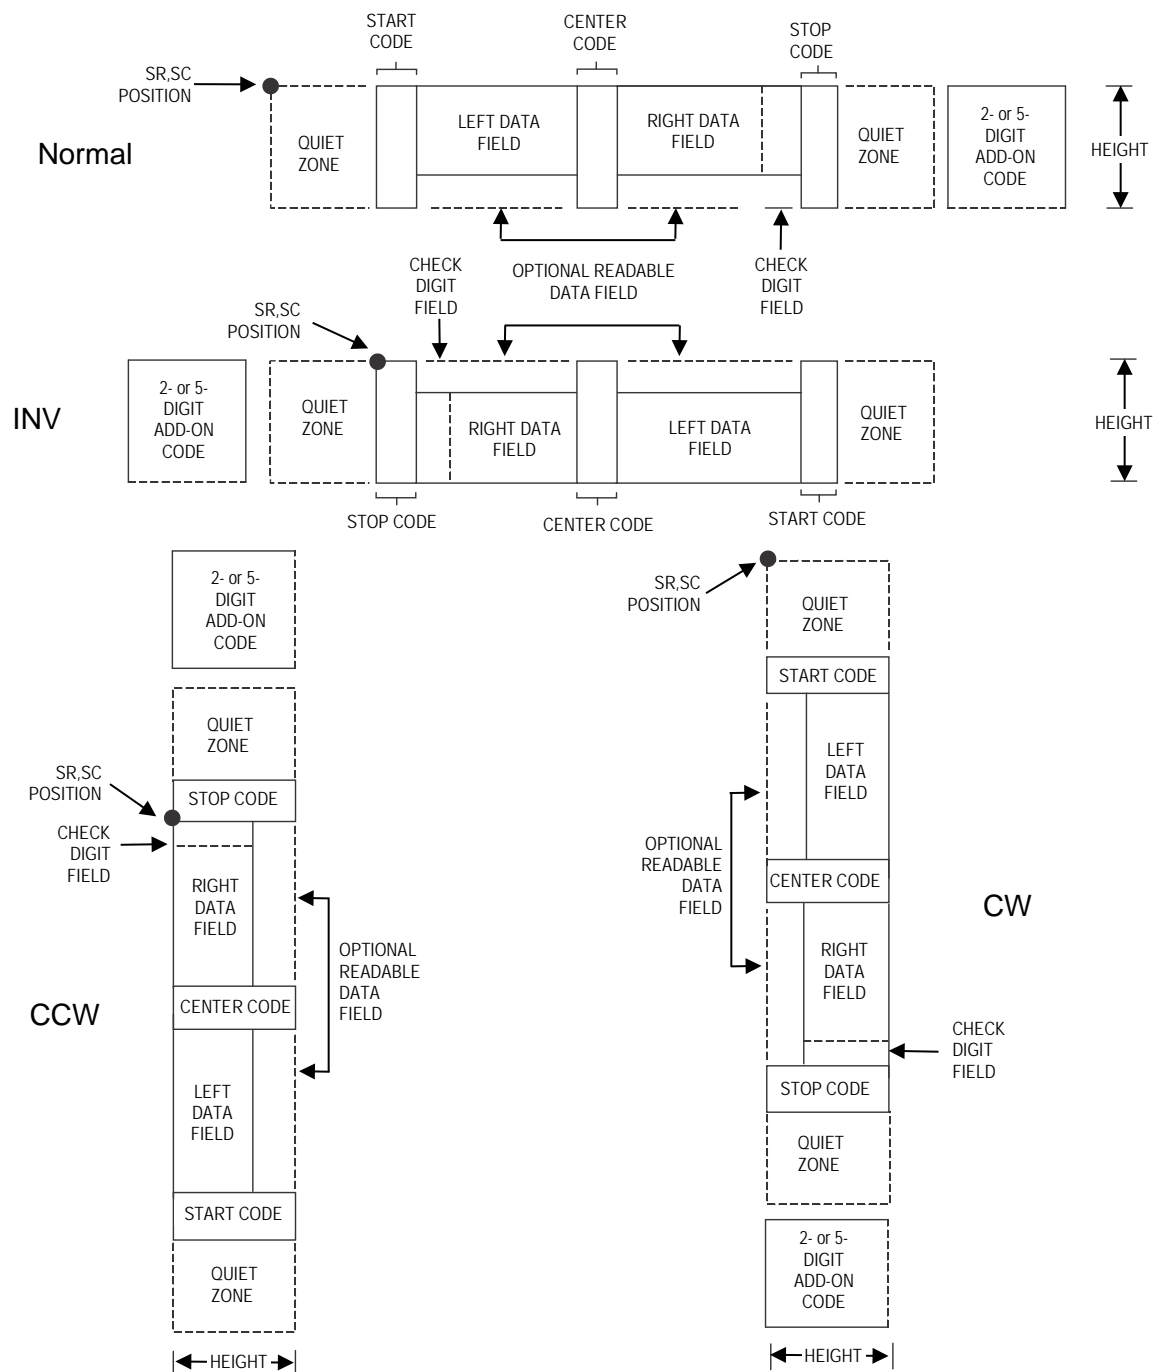 START
CODE
CENTER
CODE
STOP
CODE
SR,SC
POSITION
Normal
QUIET
ZONE
LEFT DATA
FIELD
RIGHT DATA
FIELD
QUIET
ZONE
2- or 5-
DIGIT
ADD-ON
CODE
HEIGHT
CHECK
DIGIT
FIELD
OPTIONAL READABLE
DATA FIELD
CHECK
DIGIT
FIELD
SR,SC
POSITION
INV
2- or 5-
DIGIT
ADD-ON
CODE
QUIET
ZONE
RIGHT DATA
FIELD
LEFT DATA
FIELD
QUIET
ZONE
HEIGHT
STOP CODE
CENTER CODE
START CODE
2- or 5-
DIGIT
ADD-ON
CODE
QUIET
ZONE
SR,SC
POSITION
STOP CODE
CHECK
DIGIT
FIELD
RIGHT
DATA
FIELD
OPTIONAL
READABLE
DATA
FIELD
CCW
CENTER CODE
LEFT
DATA
FIELD
START CODE
QUIET
ZONE
HEIGHT
SR,SC
POSITION
QUIET
ZONE
START CODE
LEFT
DATA
FIELD
OPTIONAL
READABLE
DATA
FIELD
CENTER CODE
CW
RIGHT
DATA
FIELD
CHECK
DIGIT
FIELD
STOP CODE
QUIET
ZONE
2- or 5-
DIGIT
ADD-ON
CODE
HEIGHT